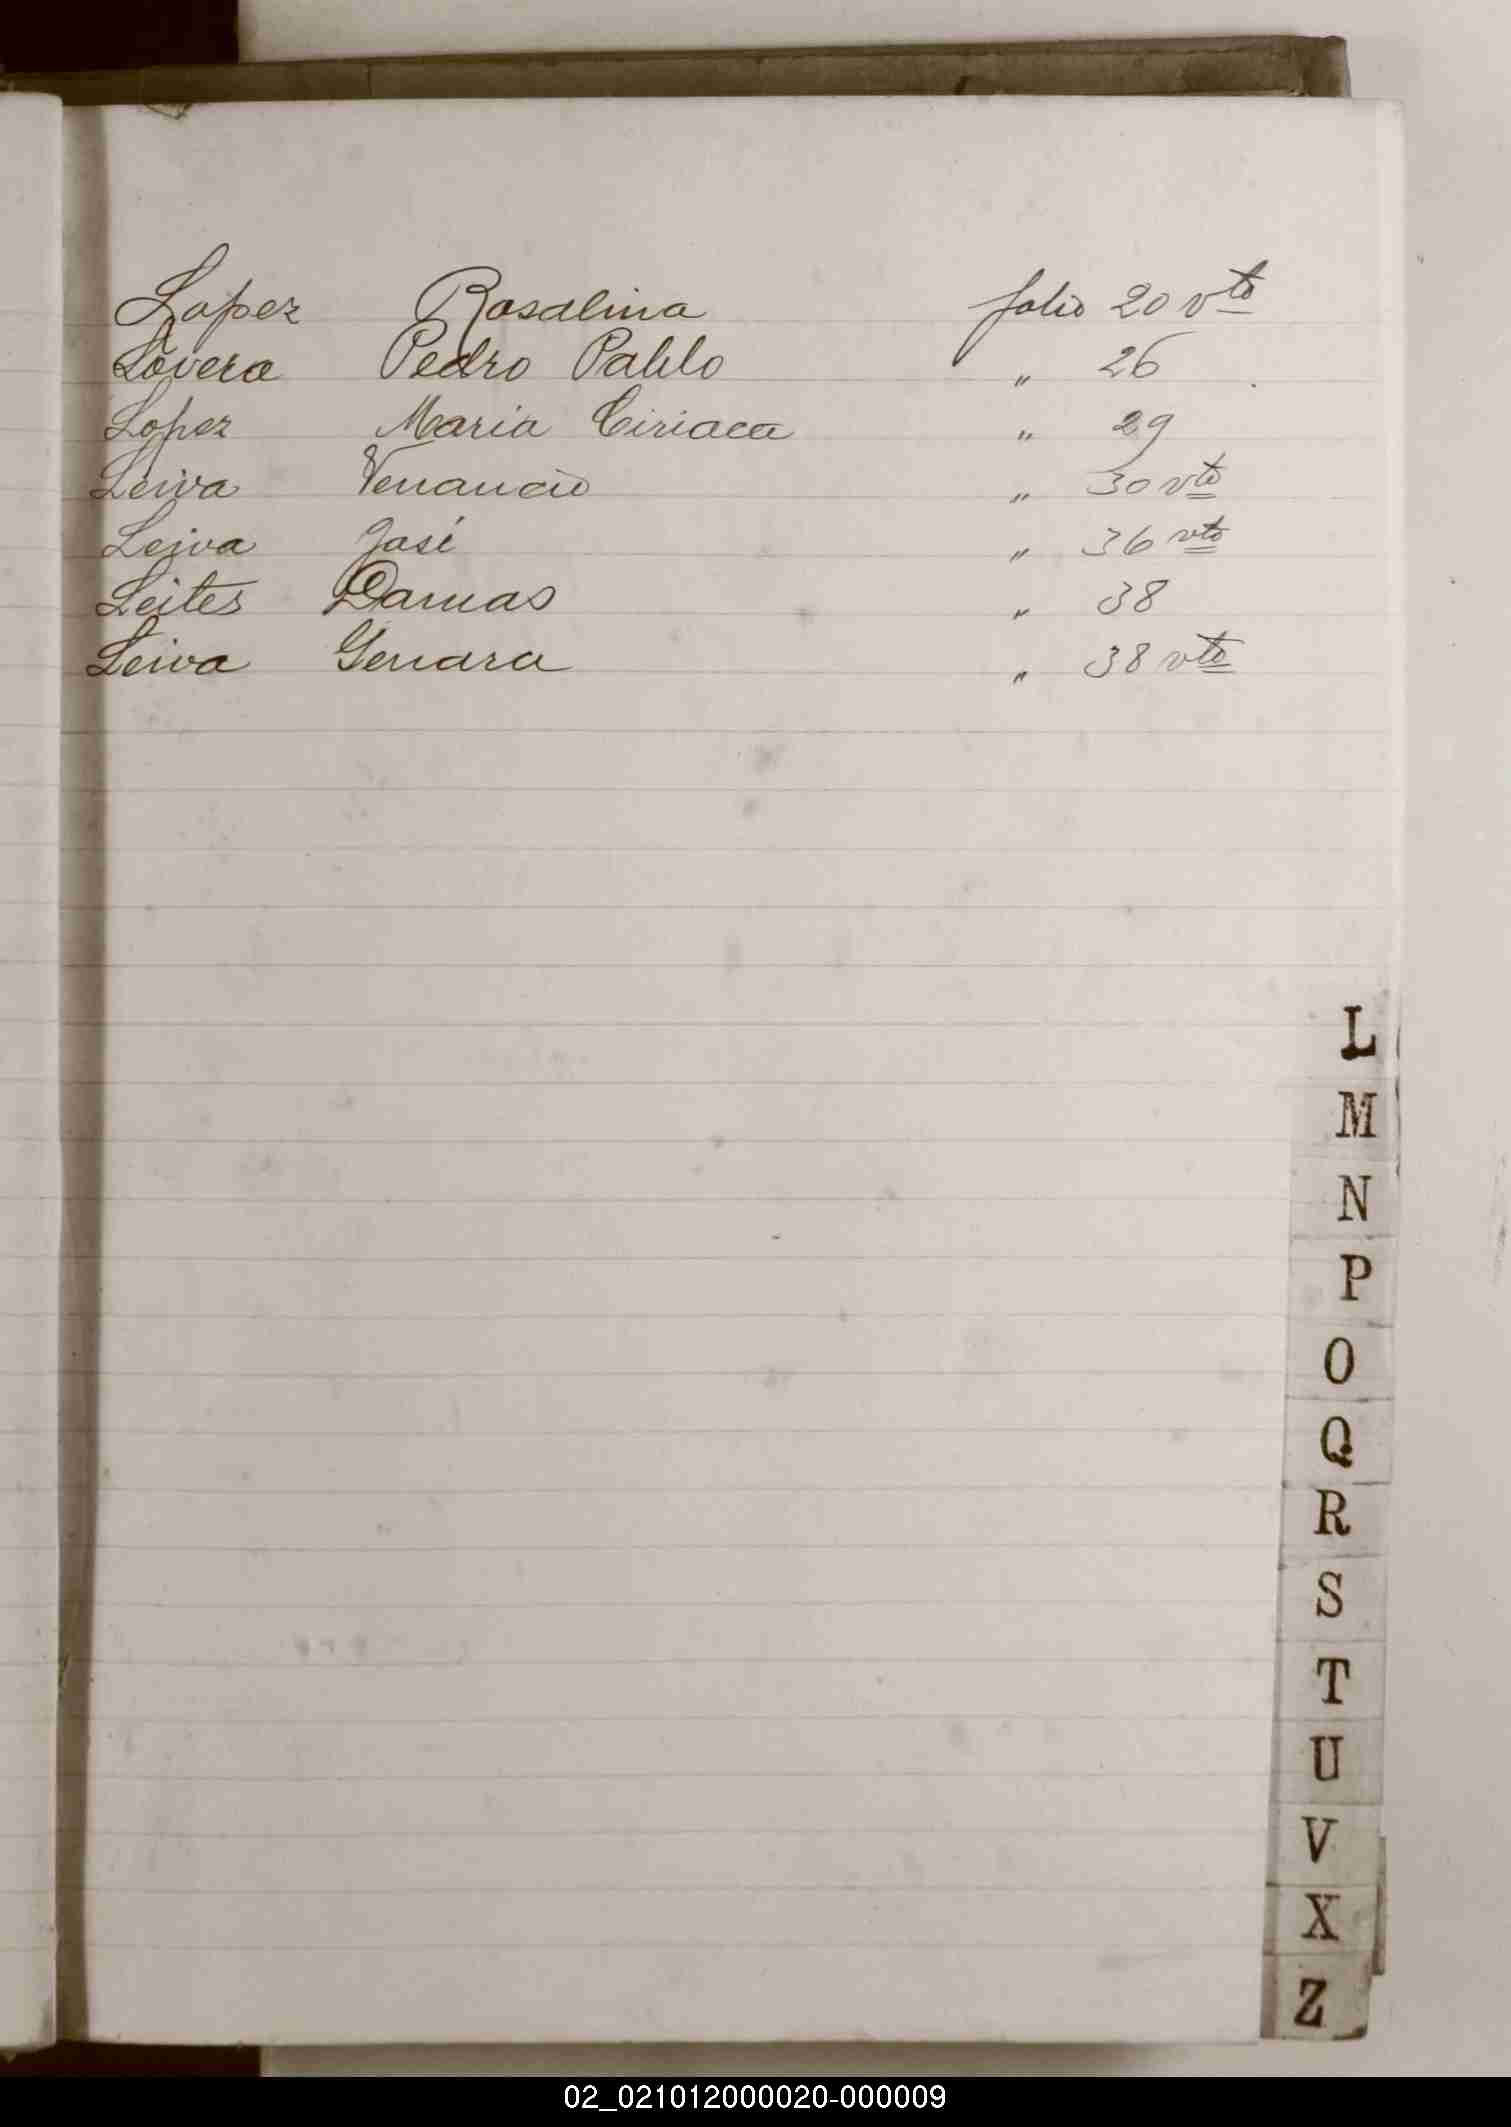 Lopez Rosalina folio 20 vto
Lovera Pedro Pablo " 26
Lopez Maria Ciriaca " 29
Leiva Venancio " 30 vto
Leiva José " 36 vto
Leites Damas " 38
Leiva Genara " 38 vto
L
M
N
P
O
Q
R
S
T
U
V
X
Z
02_021012000020-000009